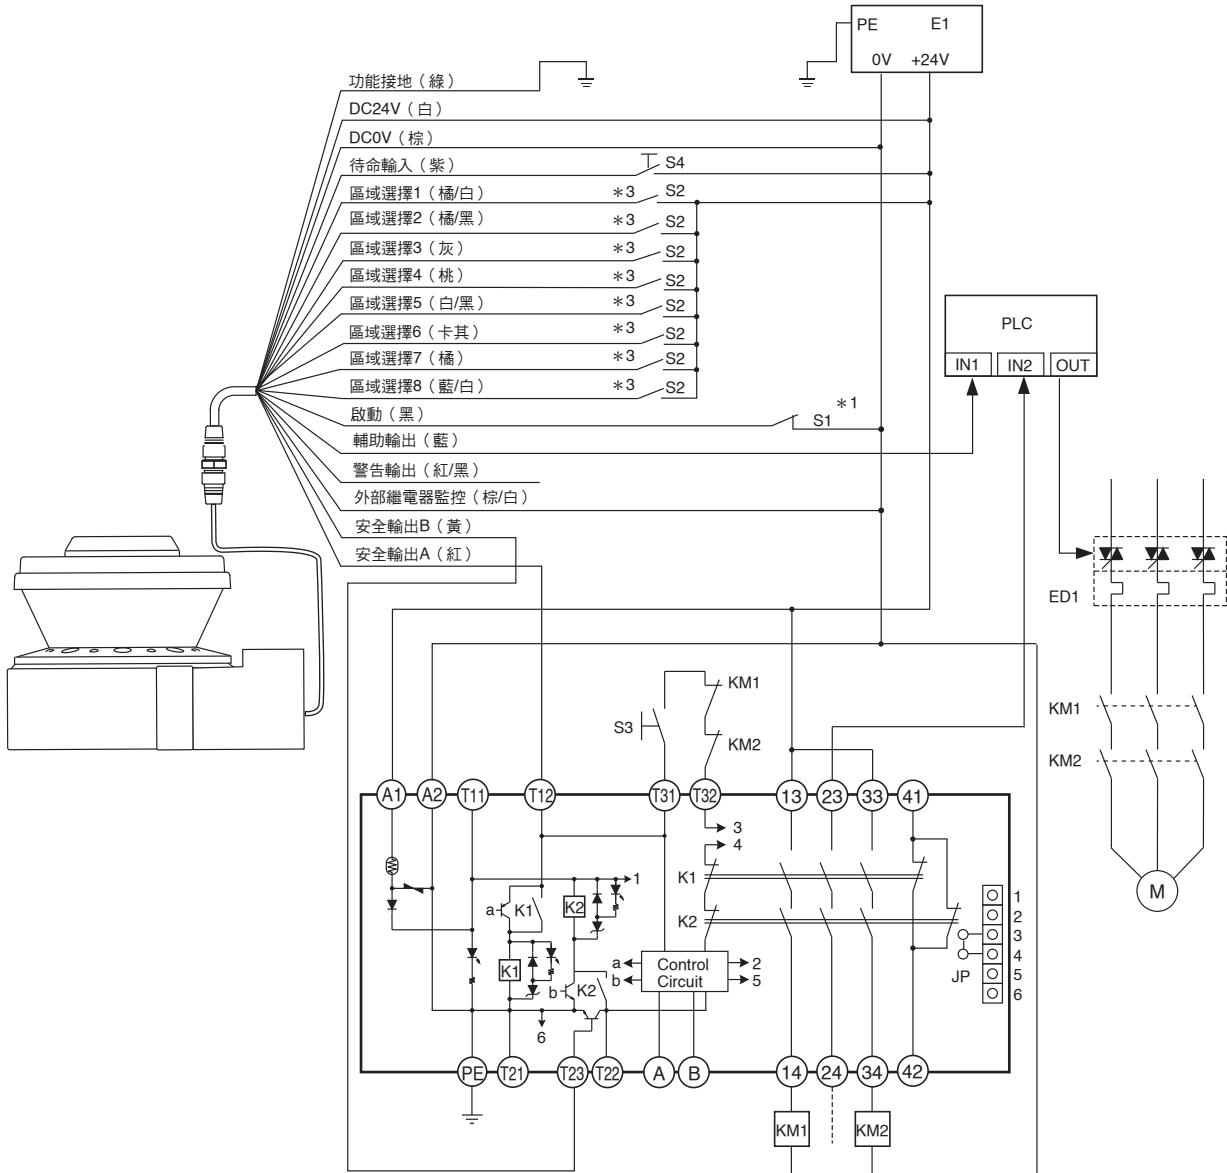 PE E1
0V +24V
功能接地（綠）
DC24V（白）
DC0V（棕）
待命輸入（紫） S4
區域選擇1（橘/白） ＊3 S2
區域選擇2（橘/黑） ＊3 S2
區域選擇3（灰） ＊3 S2
區域選擇4（桃） ＊3 S2
區域選擇5（白/黑） ＊3 S2
區域選擇6（卡其） ＊3 S2
區域選擇7（橘） ＊3 S2
區域選擇8（藍/白） ＊3 S2
啟動（黑） S1 ＊1
輔助輸出（藍）
警告輸出（紅/黑）
外部繼電器監控（棕/白）
安全輸出B（黃）
安全輸出A（紅）
PLC
IN1 IN2 OUT
ED1
KM1
KM2
M
S3
KM1
KM2
A1 A2 T11 T12 T31 T32 13 23 33 41
3
4
K1
K2
1
a K1
K2
K1
b K2
6
a
b
Control
Circuit
2
5
JP
1
2
3
4
5
6
PE T21 T23 T22 A B 14 24 34 42
KM1 KM2